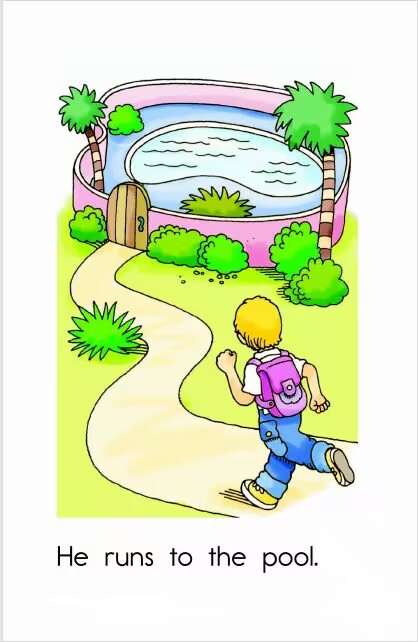 He runs to the pool.